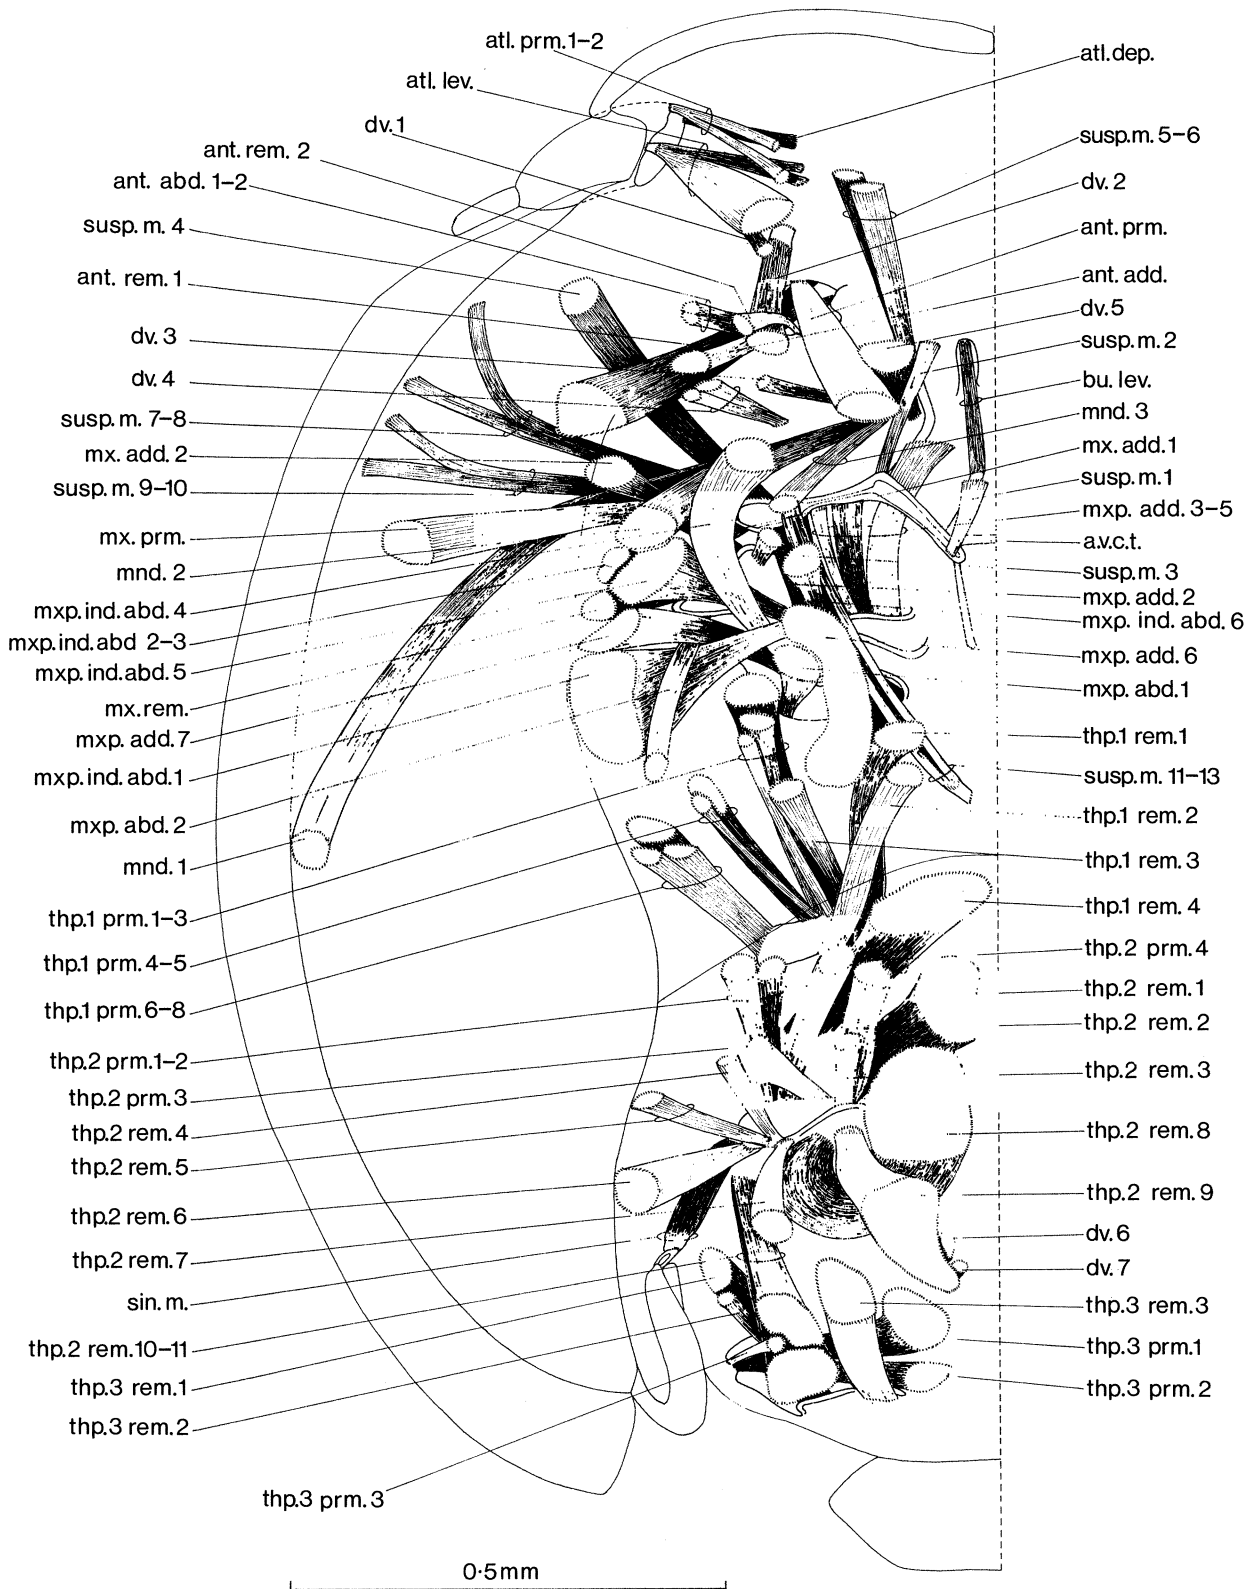 atl. prm.1–2
atl. lev.
dv.1
ant. rem. 2
ant. abd. 1–2
susp. m. 4
ant. rem. 1
dv. 3
dv. 4
susp. m. 7–8
mx. add. 2
susp. m. 9–10
mx. prm.
mnd. 2
mxp. ind. abd. 4
mxp. ind. abd 2–3
mxp. ind. abd. 5
mx. rem.
mxp. add. 7
mxp. ind. abd. 1
mxp. abd. 2
mnd. 1
thp.1 prm. 1–3
thp.1 prm. 4–5
thp.1 prm. 6–8
thp.2 prm. 1–2
thp.2 prm. 3
thp.2 rem. 4
thp.2 rem. 5
thp.2 rem. 6
thp.2 rem. 7
sin. m.
thp.2 rem. 10–11
thp.3 rem. 1
thp.3 rem. 2
thp.3 prm. 3
atl. dep.
susp. m. 5–6
dv. 2
ant. prm.
ant. add.
dv. 5
susp. m. 2
bu. lev.
mnd. 3
mx. add. 1
susp. m. 1
mxp. add. 3–5
a.v.c.t.
susp. m. 3
mxp. add. 2
mxp. ind. abd. 6
mxp. add. 6
mxp. abd. 1
thp.1 rem. 1
susp. m. 11–13
thp.1 rem. 2
thp.1 rem. 3
thp.1 rem. 4
thp.2 prm. 4
thp.2 rem. 1
thp.2 rem. 2
thp.2 rem. 3
thp.2 rem. 8
thp.2 rem. 9
dv. 6
dv. 7
thp.3 rem. 3
thp.3 prm. 1
thp.3 prm. 2
0·5mm